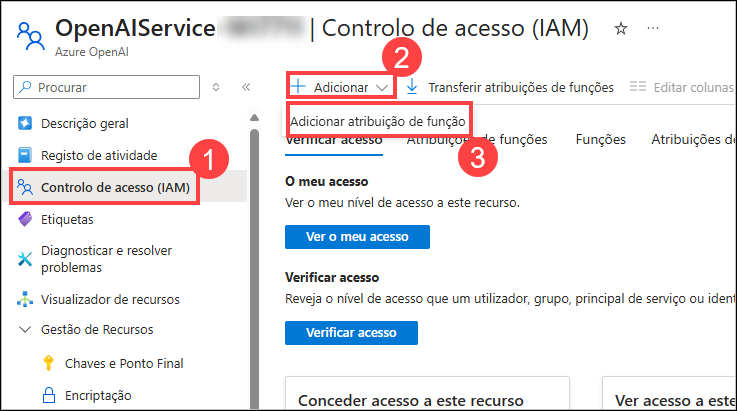 OpenAIService | Controlo de acesso (IAM)
Azure OpenAI
Procurar
Descrição geral
Registo de atividade
Controlo de acesso (IAM)
Etiquetas
Diagnosticar e resolver
problemas
Visualizador de recursos
Gestão de Recursos
Chaves e Ponto Final
Encriptação
1
2
Adicionar
Transferir atribuições de funções
Editar colunas
Adicionar atribuição de função
3
Verificar acesso
Atribuições de funções
Funções
Atribuições de
O meu acesso
Ver o meu nível de acesso a este recurso.
Ver o meu acesso
Verificar acesso
Reveja o nível de acesso que um utilizador, grupo, principal de serviço ou ident
Verificar acesso
Conceder acesso a este recurso
Ver acesso a este